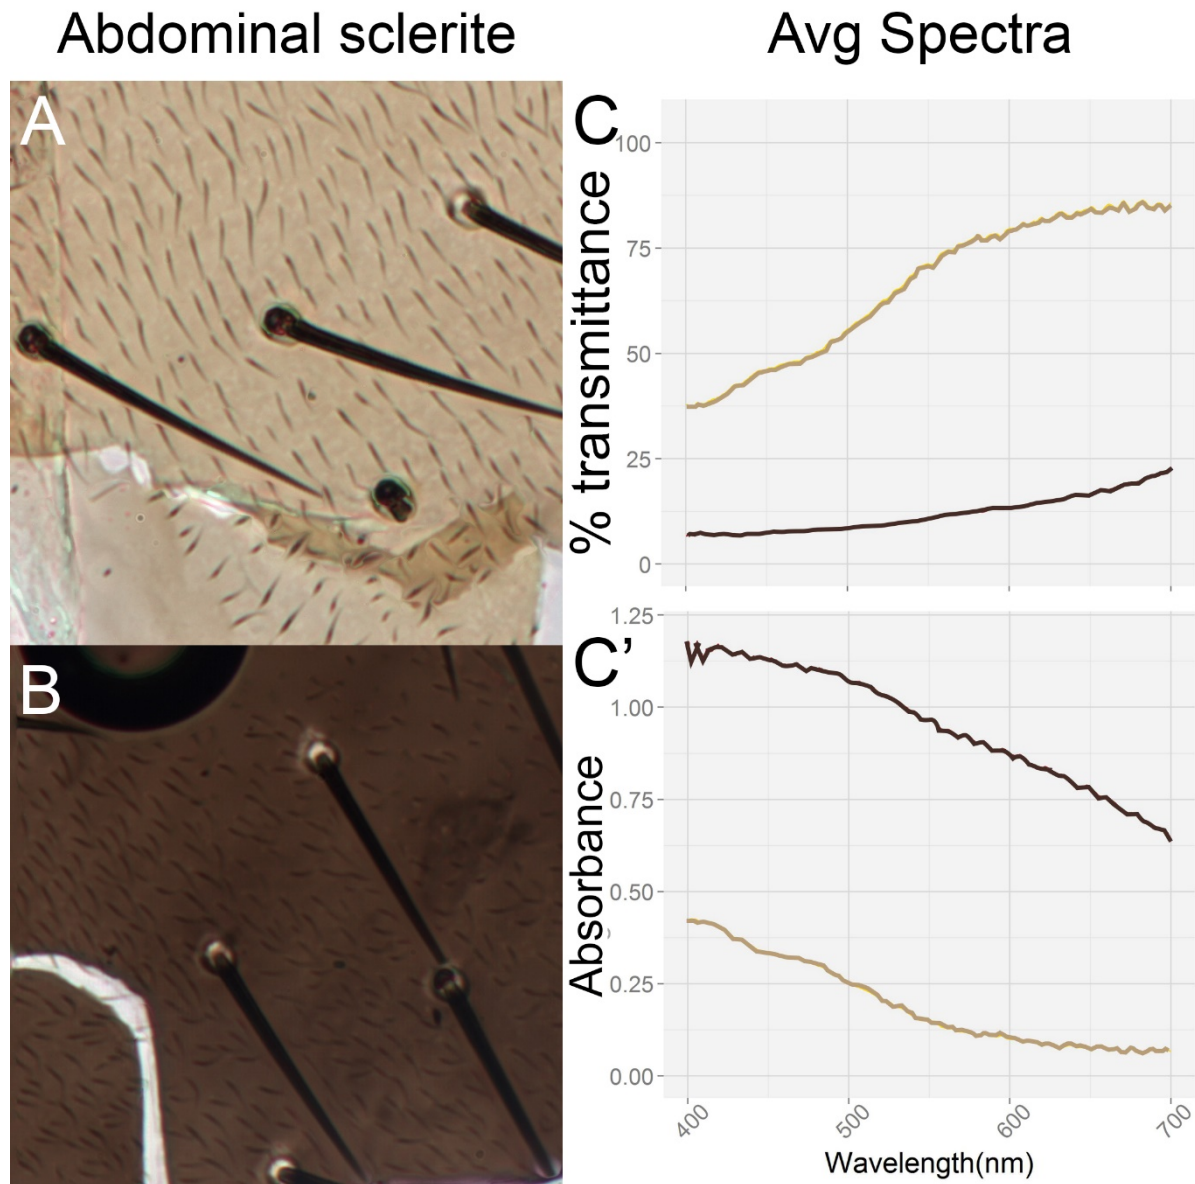 Abdominal sclerite
Avg Spectra
A
B
C
% transmittance
100
75
50
25
0
C’
Absorbance
1.25
1.00
0.75
0.50
0.25
0.00
400
500
600
700
Wavelength(nm)